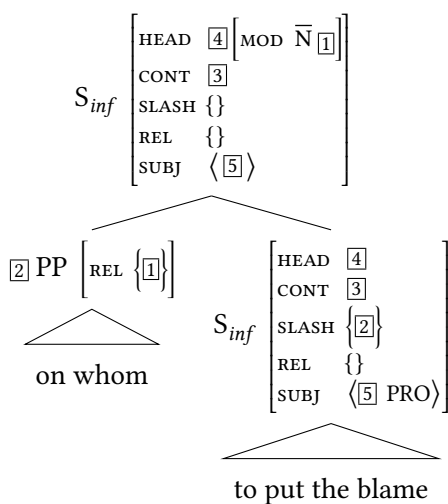 S_inf [HEAD [4] [MOD N̅ [1]]
CONT [3]
SLASH {}
REL {}
SUBJ ⟨[5]⟩]
[2] PP [REL {[1]}]
on whom
S_inf [HEAD [4]
CONT [3]
SLASH {[2]}
REL {}
SUBJ ⟨[5] PRO⟩]
to put the blame